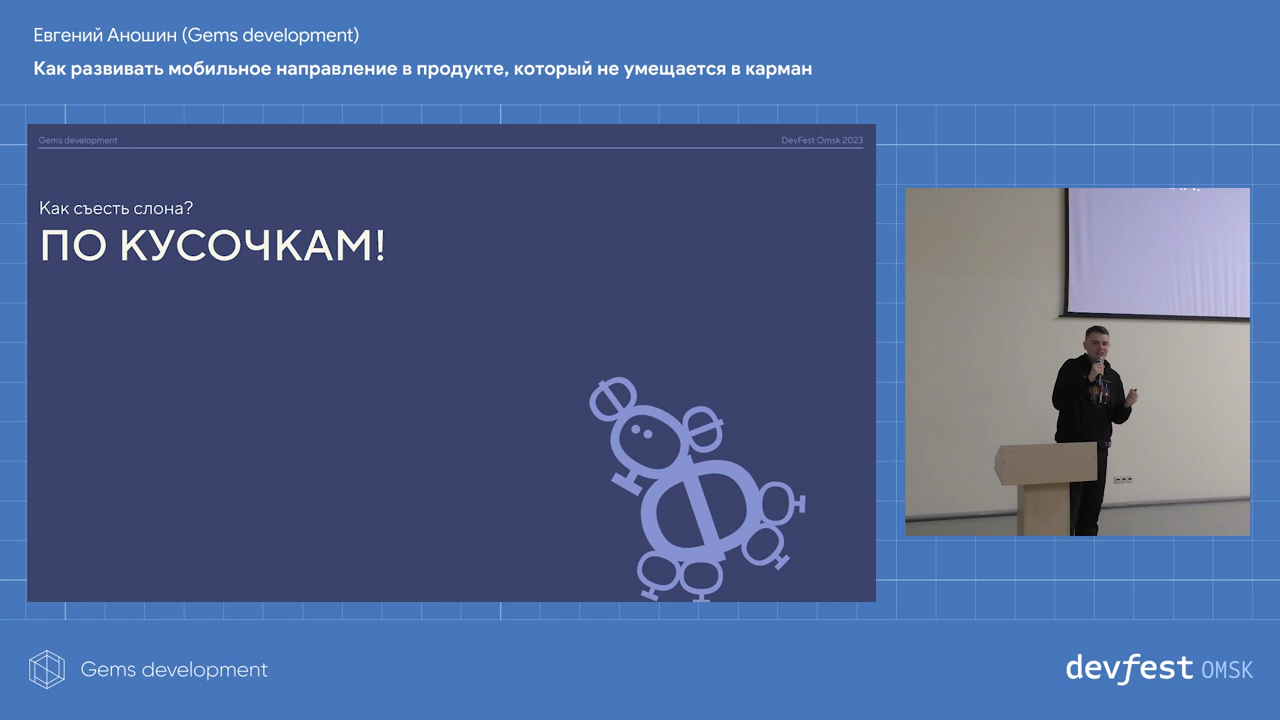 Евгений Аношин (Gems development)
Как развивать мобильное направление в продукте, который не умещается в карман
Gems development
DevFest Omsk 2023
Как съесть слона?
ПО КУСОЧКАМ!
Gems development
devfest OMSK